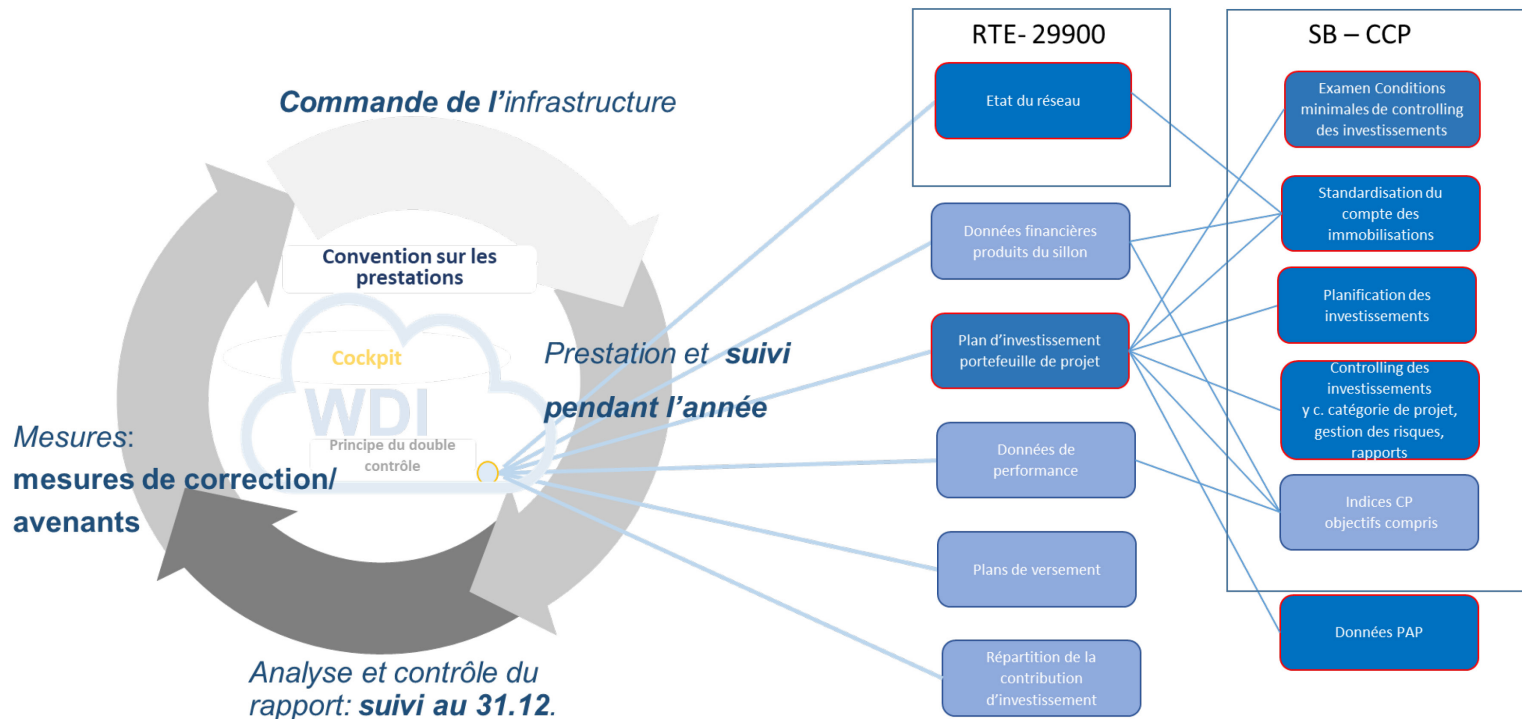 Commande de l’infrastructure
Convention sur les
prestations
Cockpit
WDI
Principe du double
contrôle
Prestation et suivi
pendant l’année
Mesures:
mesures de correction/
avenants
Analyse et contrôle du
rapport: suivi au 31.12.
RTE- 29900
Etat du réseau
Données financières
produits du sillon
Plan d’investissement
portefeuille de projet
Données de
performance
Plans de versement
Répartition de la
contribution
d’investissement
SB – CCP
Examen Conditions
minimales de controlling
des investissements
Standardisation du
compte des
immobilisations
Planification des
investissements
Controlling des
investissements
y c. catégorie de projet,
gestion des risques,
rapports
Indices CP
objectifs compris
Données PAP